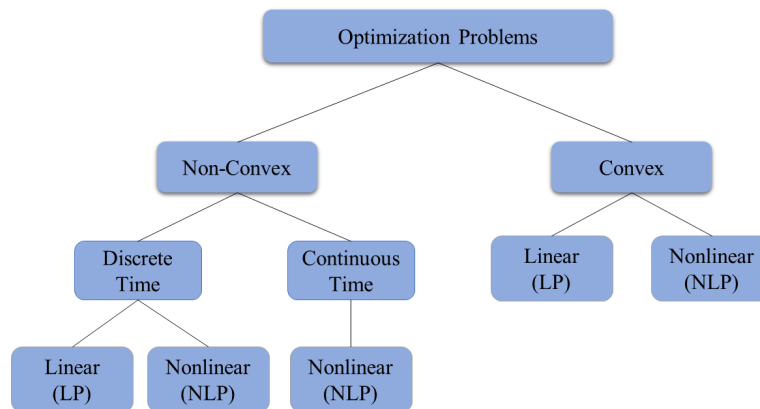 Optimization Problems
Non-Convex
Convex
Discrete
Time
Continuous
Time
Linear
(LP)
Nonlinear
(NLP)
Linear
(LP)
Nonlinear
(NLP)
Nonlinear
(NLP)